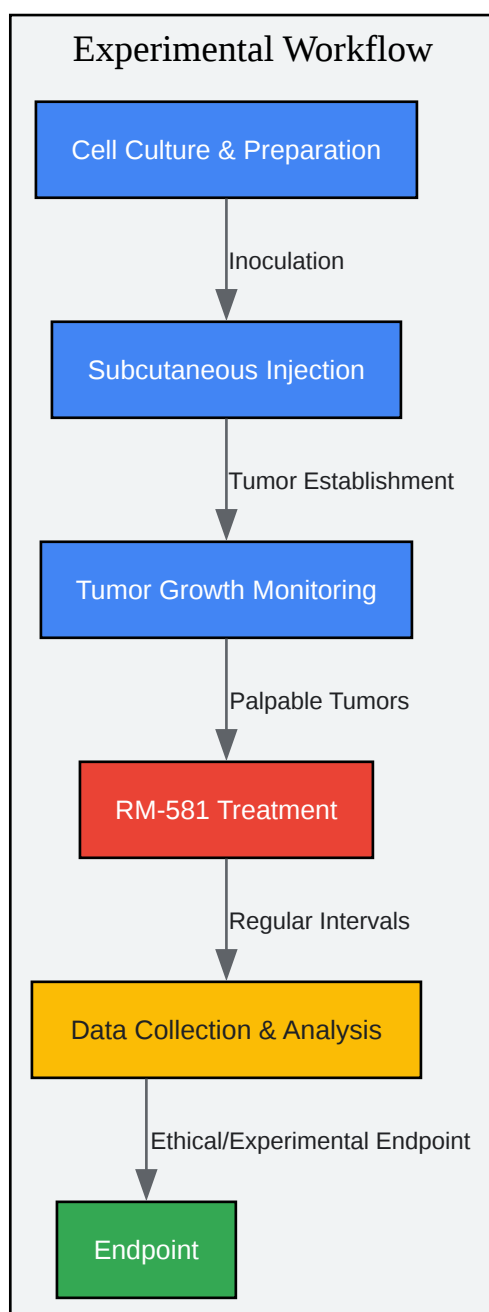 Experimental Workflow
Cell Culture & Preparation
Inoculation
Subcutaneous Injection
Tumor Establishment
Tumor Growth Monitoring
Palpable Tumors
RM-581 Treatment
Regular Intervals
Data Collection & Analysis
Ethical/Experimental Endpoint
Endpoint